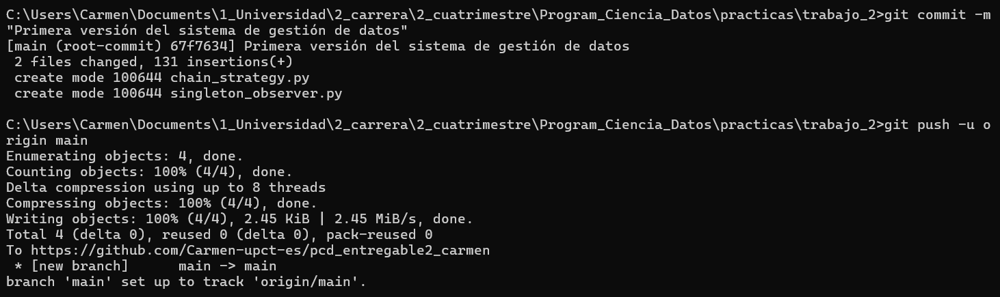 C:\Users\Carmen\Documents\1_Universidad\2_carrera\2_cuatrimestre\Program_Ciencia_Datos\practicas\trabajo_2>git commit -m
"Primera versión del sistema de gestión de datos"
[main (root-commit) 67f7634] Primera versión del sistema de gestión de datos
 2 files changed, 131 insertions(+)
 create mode 100644 chain_strategy.py
 create mode 100644 singleton_observer.py

C:\Users\Carmen\Documents\1_Universidad\2_carrera\2_cuatrimestre\Program_Ciencia_Datos\practicas\trabajo_2>git push -u o
rigin main
Enumerating objects: 4, done.
Counting objects: 100% (4/4), done.
Delta compression using up to 8 threads
Compressing objects: 100% (4/4), done.
Writing objects: 100% (4/4), 2.45 KiB | 2.45 MiB/s, done.
Total 4 (delta 0), reused 0 (delta 0), pack-reused 0
To https://github.com/Carmen-upct-es/pcd_entregable2_carmen
 * [new branch]      main -> main
branch 'main' set up to track 'origin/main'.